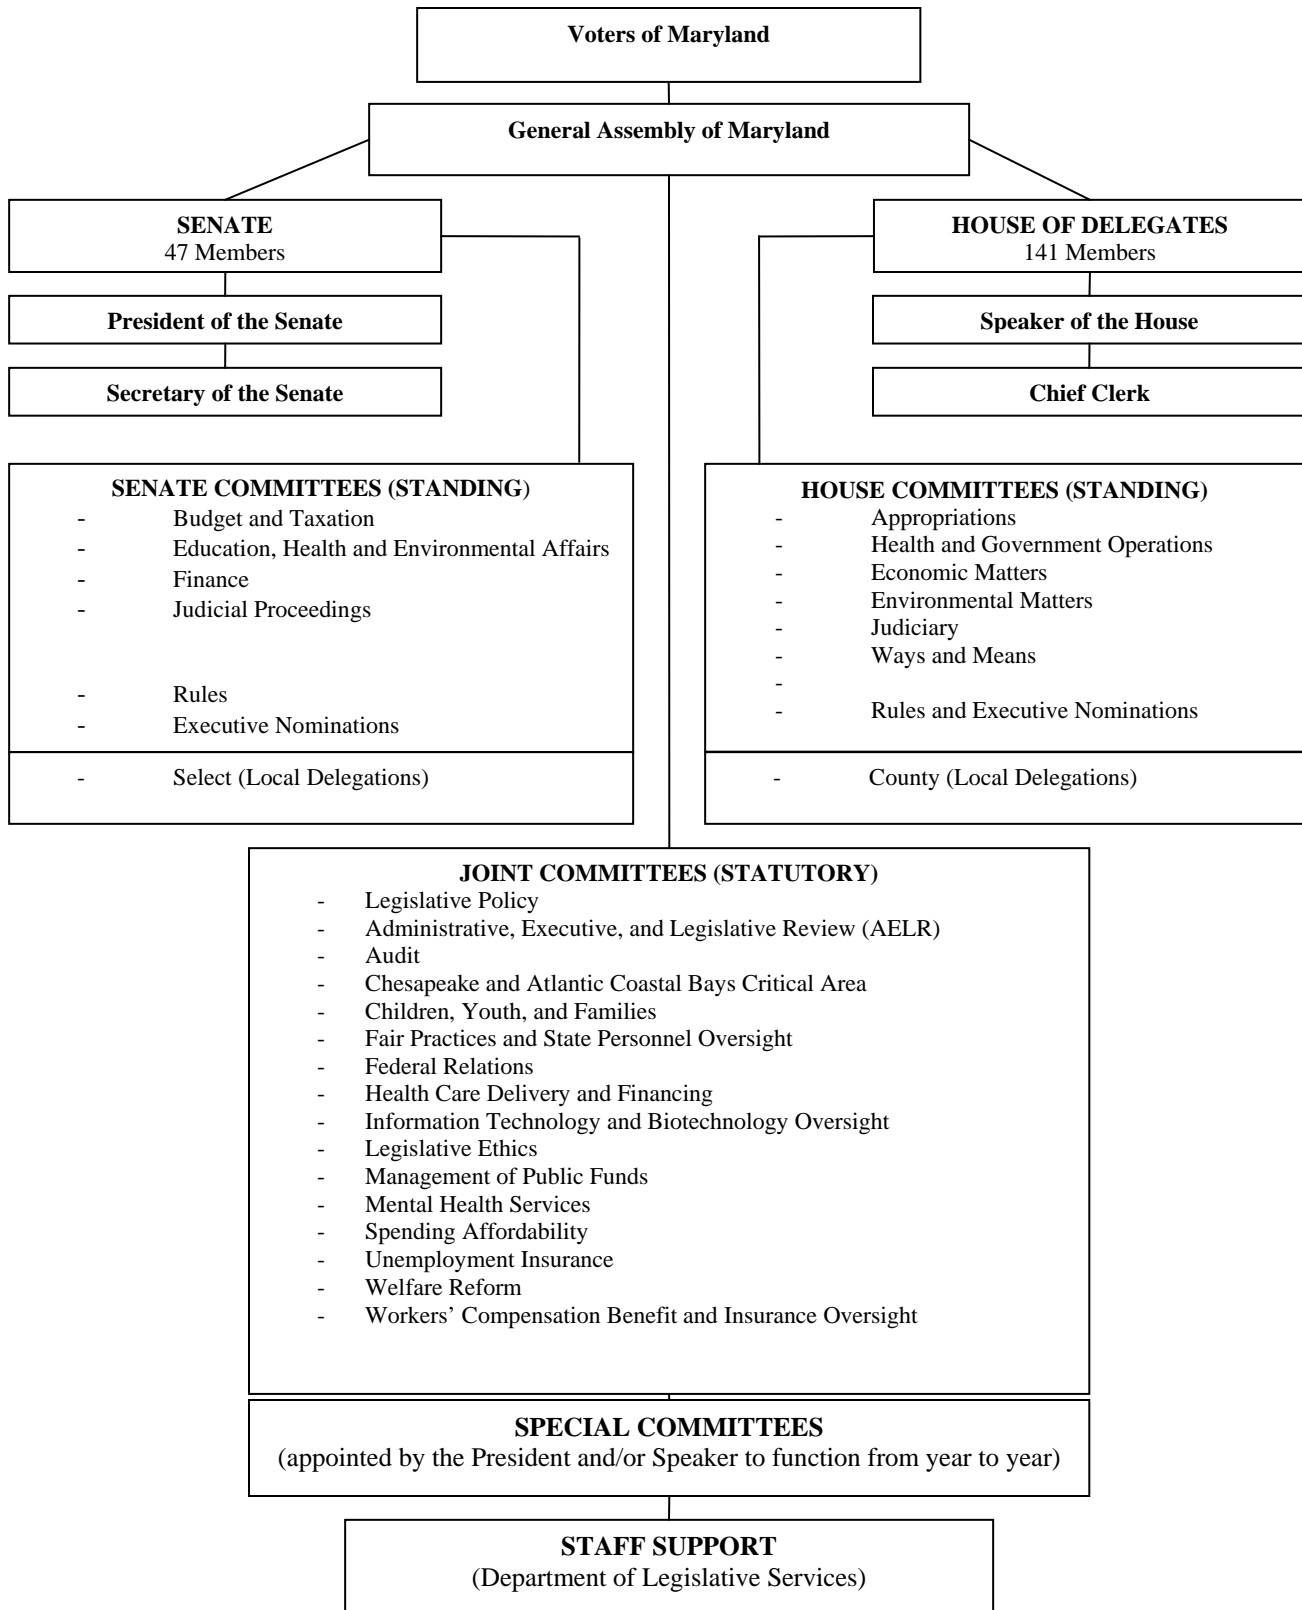 Voters of Maryland
General Assembly of Maryland
SENATE
47 Members
HOUSE OF DELEGATES
141 Members
President of the Senate
Speaker of the House
Secretary of the Senate
Chief Clerk
SENATE COMMITTEES (STANDING)
- Budget and Taxation
- Education, Health and Environmental Affairs
- Finance
- Judicial Proceedings
- Rules
- Executive Nominations
- Select (Local Delegations)
HOUSE COMMITTEES (STANDING)
- Appropriations
- Health and Government Operations
- Economic Matters
- Environmental Matters
- Judiciary
- Ways and Means
-
- Rules and Executive Nominations
- County (Local Delegations)
JOINT COMMITTEES (STATUTORY)
- Legislative Policy
- Administrative, Executive, and Legislative Review (AELR)
- Audit
- Chesapeake and Atlantic Coastal Bays Critical Area
- Children, Youth, and Families
- Fair Practices and State Personnel Oversight
- Federal Relations
- Health Care Delivery and Financing
- Information Technology and Biotechnology Oversight
- Legislative Ethics
- Management of Public Funds
- Mental Health Services
- Spending Affordability
- Unemployment Insurance
- Welfare Reform
- Workers’ Compensation Benefit and Insurance Oversight
SPECIAL COMMITTEES
(appointed by the President and/or Speaker to function from year to year)
STAFF SUPPORT
(Department of Legislative Services)